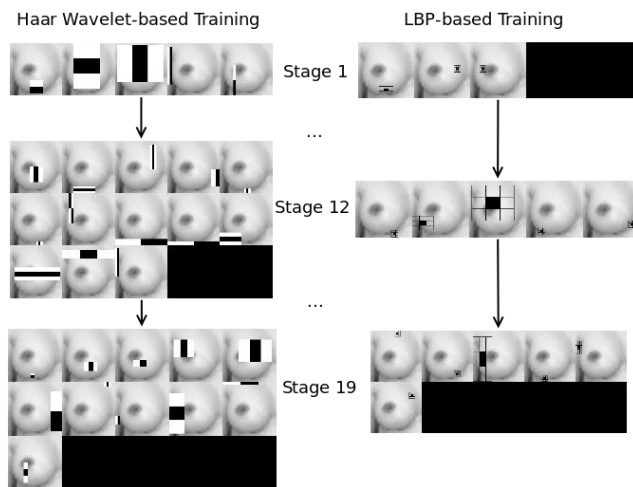 Haar Wavelet-based Training
LBP-based Training
Stage 1
...
Stage 12
...
Stage 19